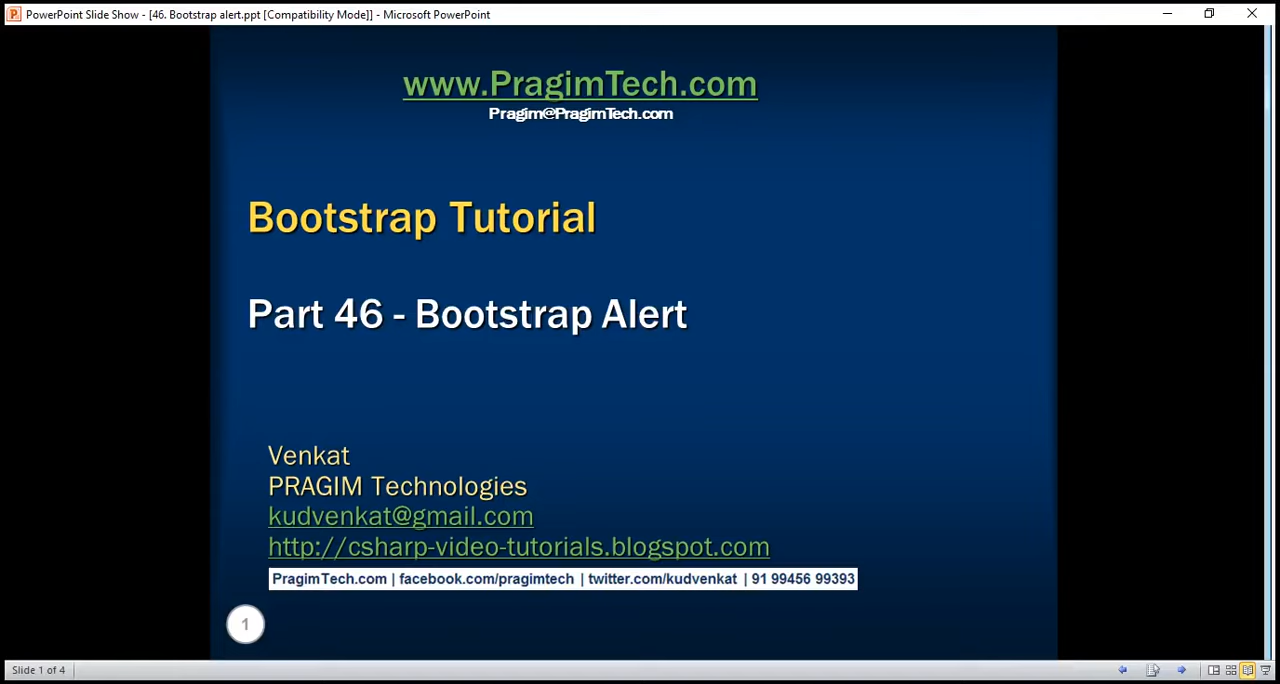 PowerPoint Slide Show - [46. Bootstrap alert.ppt [Compatibility Mode]] - Microsoft PowerPoint
www.PragimTech.com
Pragim@PragimTech.com
Bootstrap Tutorial
Part 46 - Bootstrap Alert
Venkat
PRAGIM Technologies
kudvenkat@gmail.com
http://csharp-video-tutorials.blogspot.com
PragimTech.com | facebook.com/pragimtech | twitter.com/kudvenkat | 91 99456 99393
1
Slide 1 of 4